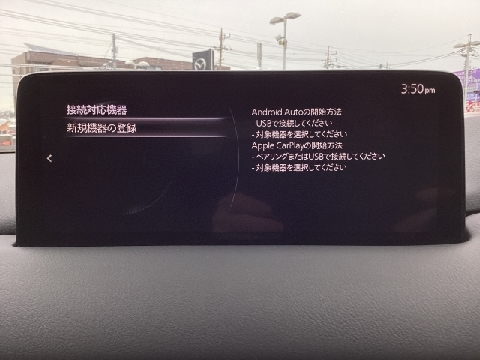 3:50pm
接続対応機器
新規機器の登録
Android Autoの開始方法
- USBで接続してください
- 対象機器を選択してください
Apple CarPlayの開始方法
- ペアリングまたはUSBで接続してください
- 対象機器を選択してください